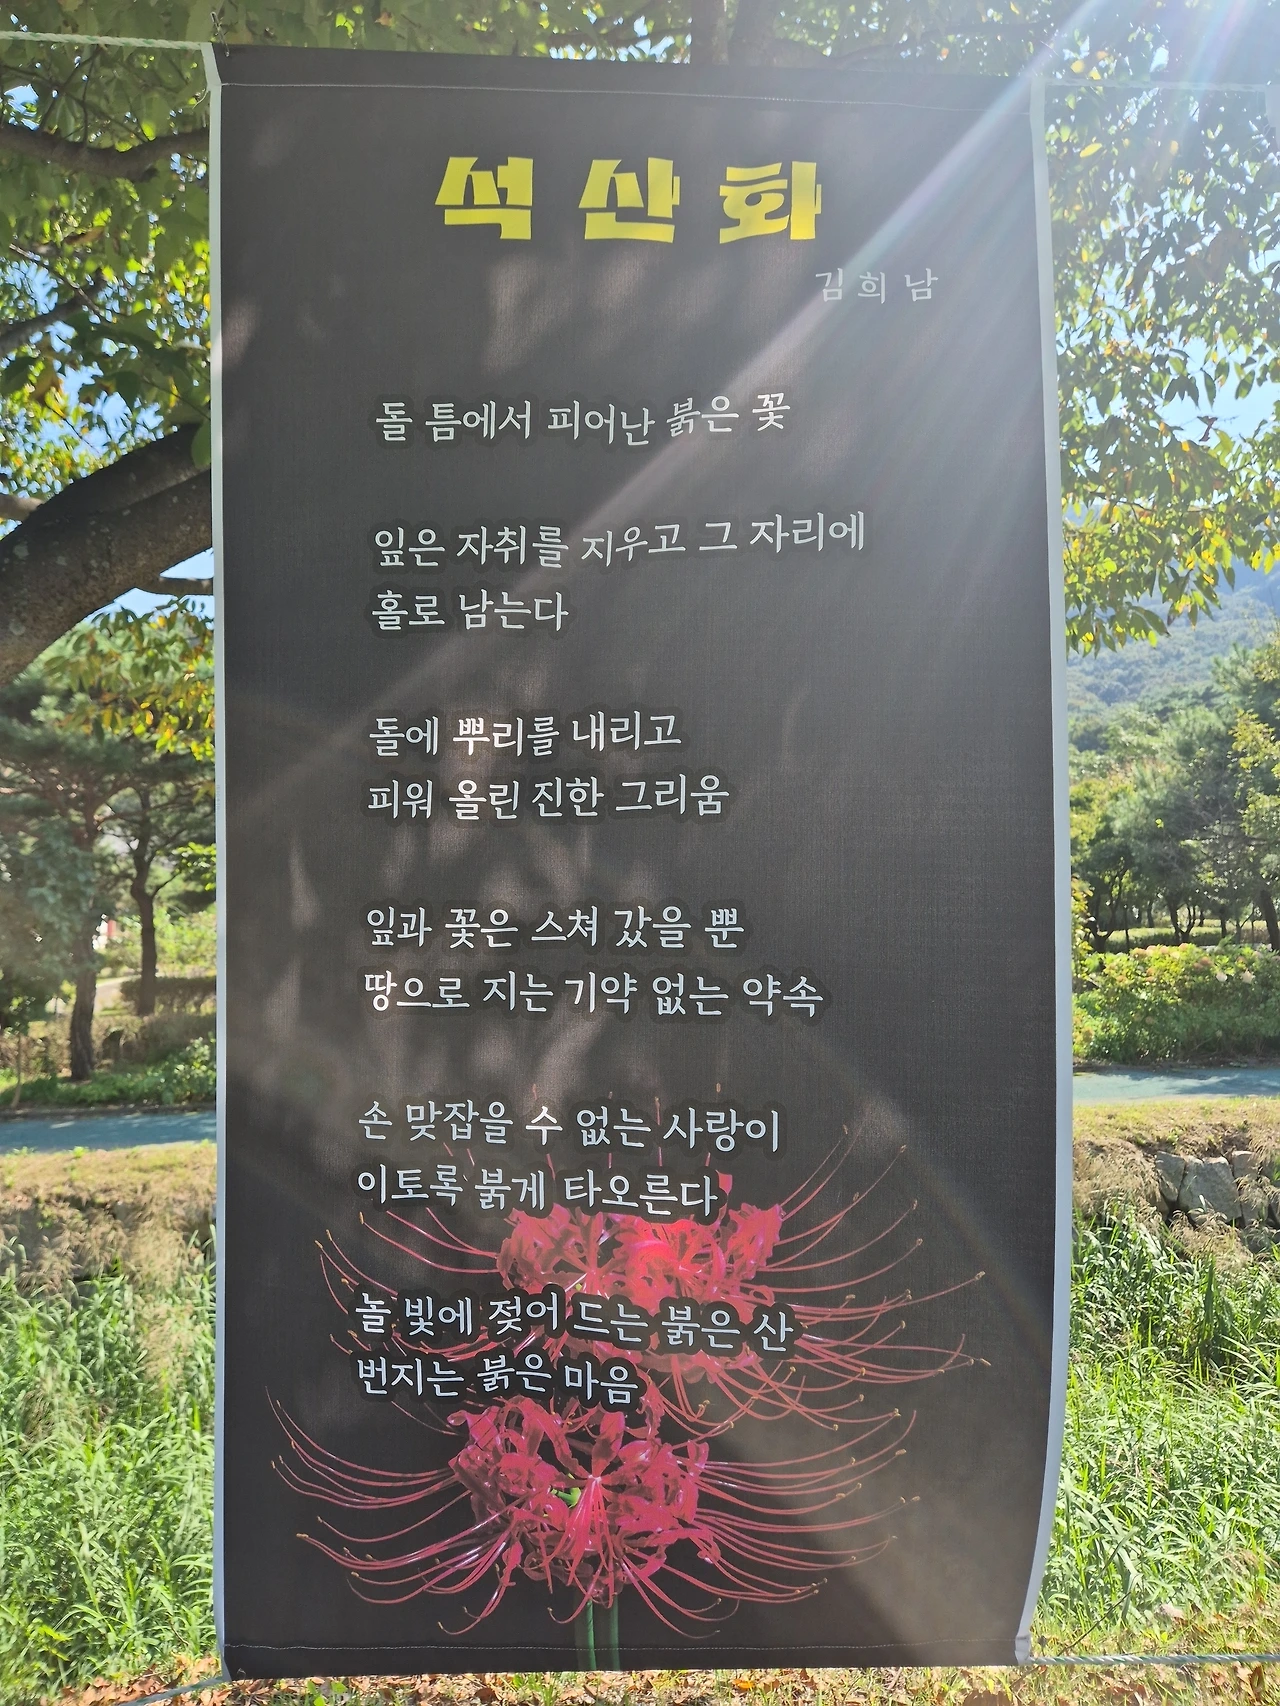 석산화
김희남
돌 틈에서 피어난 붉은 꽃
잎은 자취를 지우고 그 자리에
홀로 남는다
돌에 뿌리를 내리고
피워 올린 진한 그리움
잎과 꽃은 스쳐 갔을 뿐
땅으로 지는 기약 없는 약속
손 맞잡을 수 없는 사랑이
이토록 붉게 타오른다
놀 빛에 젖어 드는 붉은 산
번지는 붉은 마음